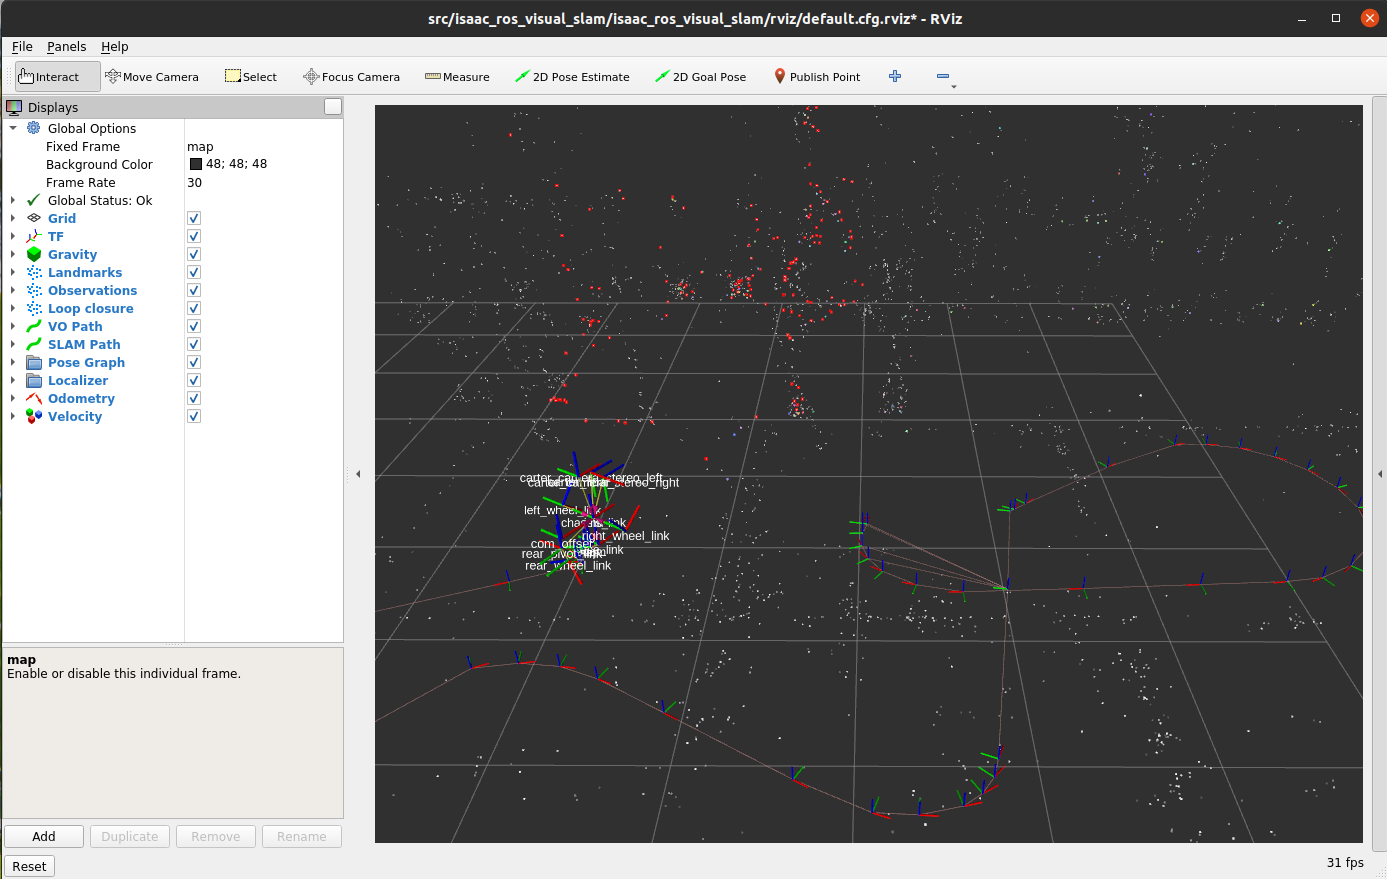 src/isaac_ros_visual_slam/isaac_ros_visual_slam/rviz/default.cfg.rviz* - RViz
File Panels Help
Interact Move Camera Select Focus Camera Measure 2D Pose Estimate 2D Goal Pose Publish Point
Displays
Global Options
Fixed Frame map
Background Color 48; 48; 48
Frame Rate 30
Global Status: Ok
Grid
TF
Gravity
Landmarks
Observations
Loop closure
VO Path
SLAM Path
Pose Graph
Localizer
Odometry
Velocity
carter_camera_stereo_left
stereo_right
left_wheel_link
chassis_link
right_wheel_link
com_offset
rear_pivot_link
rear_wheel_link
map
Enable or disable this individual frame.
Add Duplicate Remove Rename
Reset
31 fps